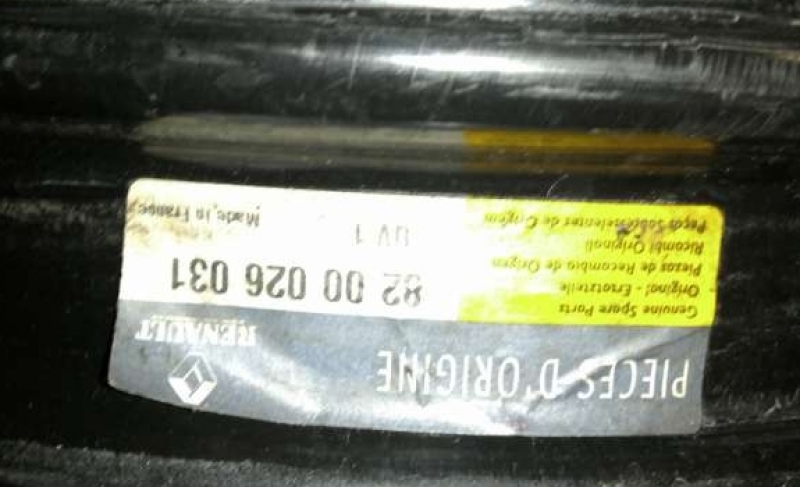 PIECES D'ORIGINE
RENAULT
Genuine Spare Parts
Original - Ersatzteile
Piezas de Recambio de Origen
Ricambi Originali
Peças Sobresselentes de Origem
82 00 026 031
UV 1
Made in France